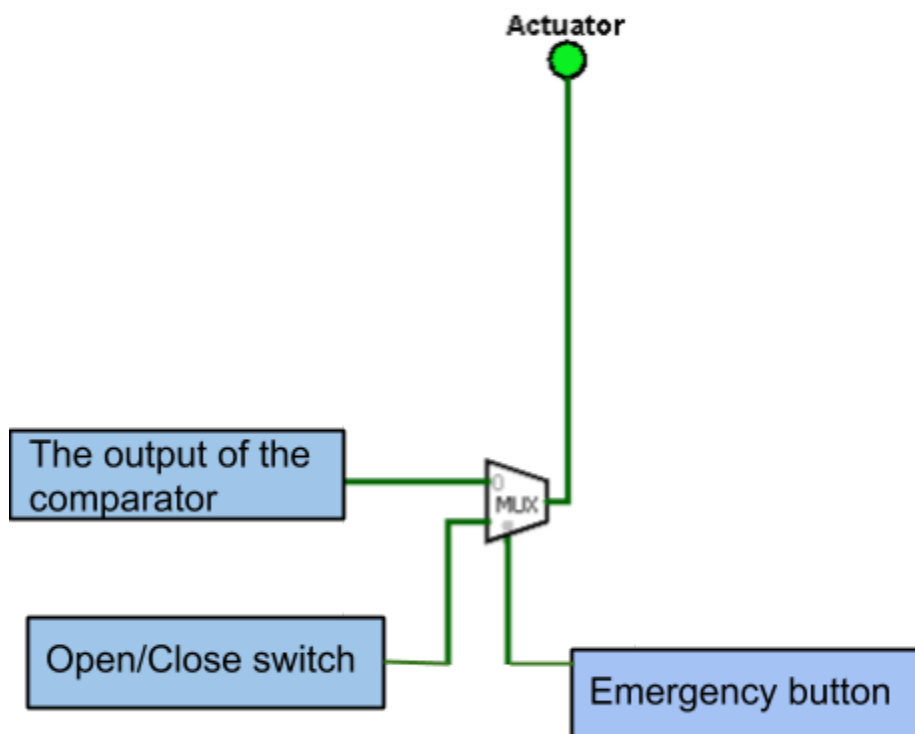 Actuator
The output of the
comparator
0
MUX
Open/Close switch
Emergency button